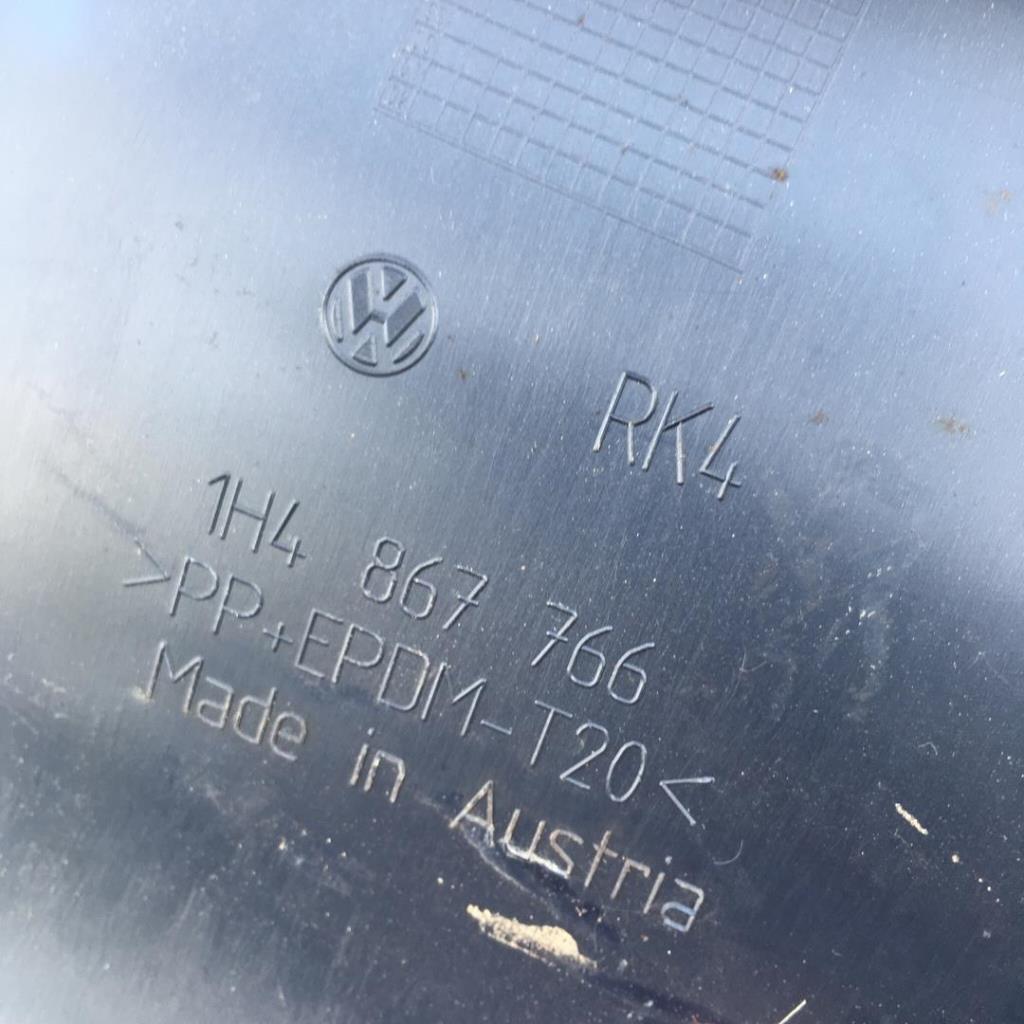 RK4
1H4 867 766
>PP+EPDM-T20<
Made in Austria